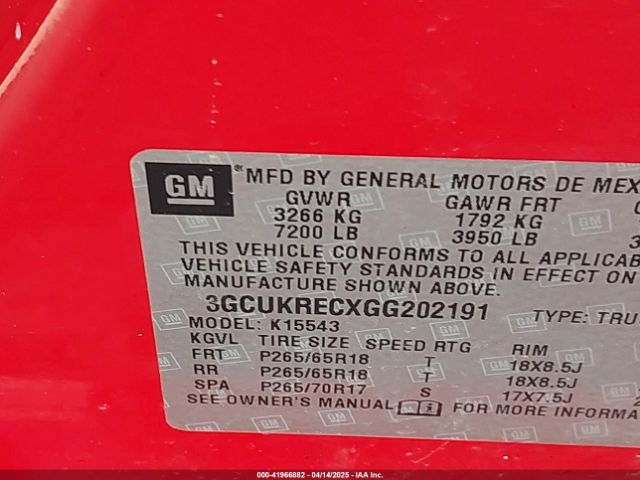 GM
® MFD BY GENERAL MOTORS DE MEX
GVWR GAWR FRT
3266 KG 1792 KG
7200 LB 3950 LB
THIS VEHICLE CONFORMS TO ALL APPLICAB
VEHICLE SAFETY STANDARDS IN EFFECT ON
MANUFACTURE SHOWN ABOVE.
3GCUKRECXGG202191 TYPE: TRU
MODEL: K15543
KGVL TIRE SIZE SPEED RTG RIM
FRT P265/65R18 T 18X8.5J
RR P265/65R18 T 18X8.5J
SPA P265/70R17 S 17X7.5J
SEE OWNER'S MANUAL FOR MORE INFORMA
000-41966882 - 04/14/2025 - Copyright IAA, Inc.